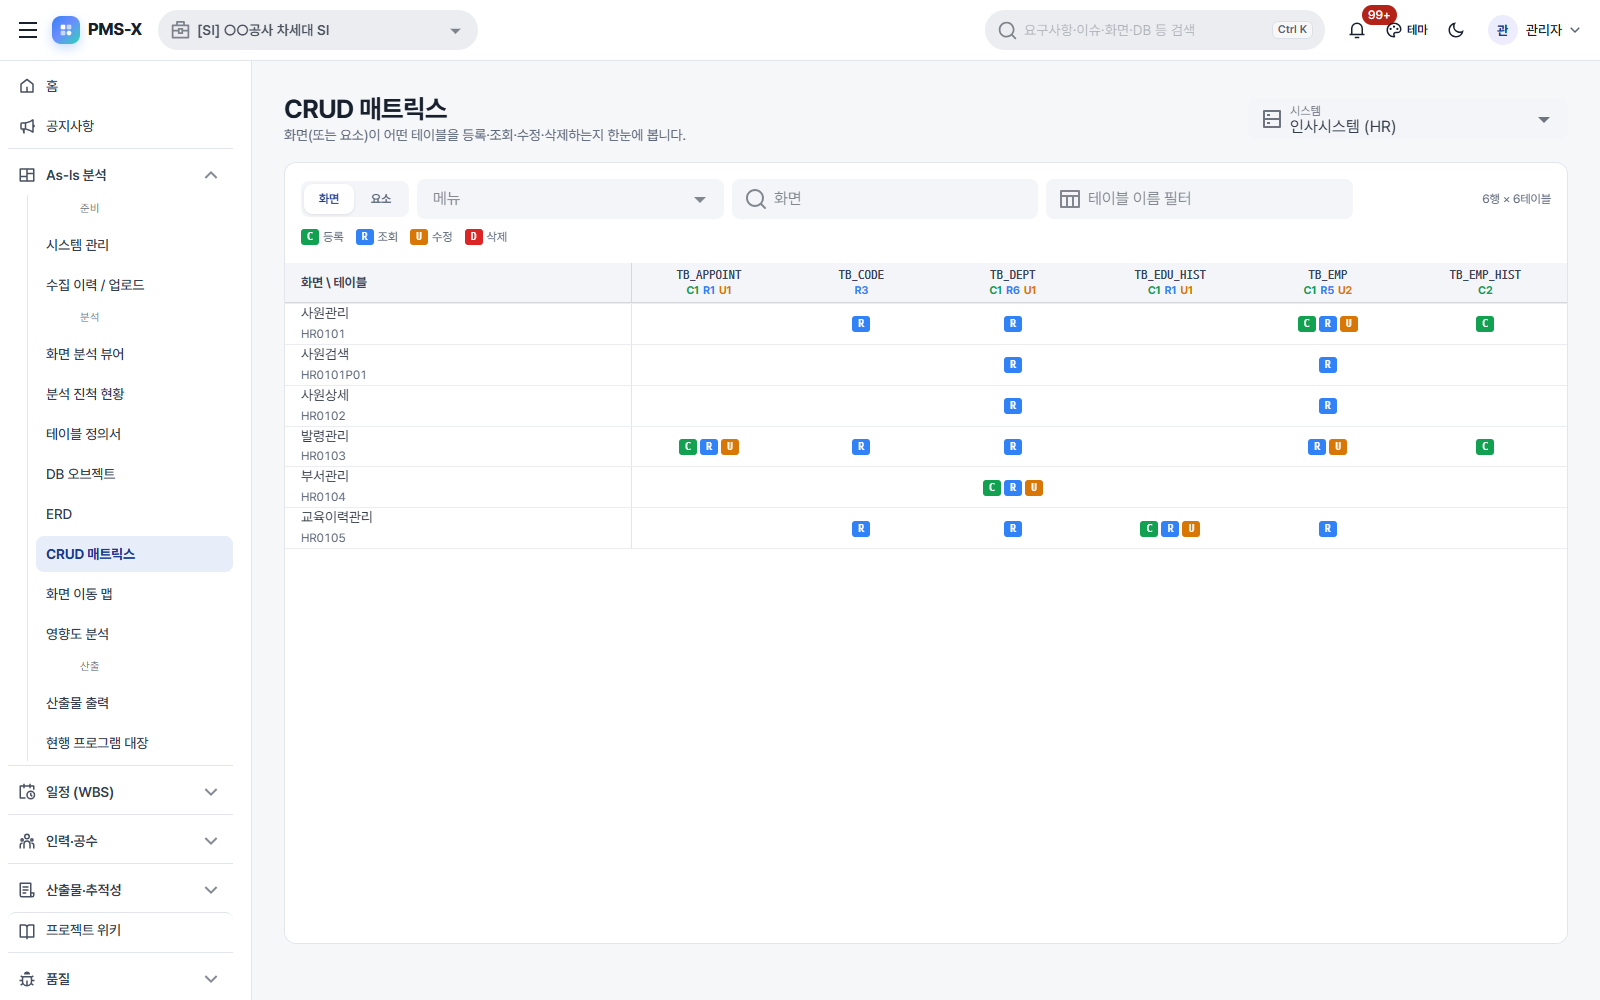 PMS-X
[SI] ○○공사 차세대 SI
요구사항·이슈·화면·DB 등 검색
Ctrl K
99+
테마
관
관리자
홈
공지사항
As-Is 분석
준비
시스템 관리
수집 이력 / 업로드
분석
화면 분석 뷰어
분석 진척 현황
테이블 정의서
DB 오브젝트
ERD
CRUD 매트릭스
화면 이동 맵
영향도 분석
산출
산출물 출력
현행 프로그램 대장
일정 (WBS)
인력·공수
산출물·추적성
프로젝트 위키
품질
CRUD 매트릭스
화면(또는 요소)이 어떤 테이블을 등록·조회·수정·삭제하는지 한눈에 봅니다.
시스템
인사시스템 (HR)
화면 요소 메뉴 화면 테이블 이름 필터 6행 × 6테이블
C 등록 R 조회 U 수정 D 삭제
화면 \ 테이블 TB_APPOINT TB_CODE TB_DEPT TB_EDU_HIST TB_EMP TB_EMP_HIST
C1 R1 U1 R3 C1 R6 U1 C1 R1 U1 C1 R5 U2 C2
사원관리
HR0101 R R C R U C
사원검색
HR0101P01 R R
사원상세
HR0102 R R
발령관리
HR0103 C R U R R R U C
부서관리
HR0104 C R U
교육이력관리
HR0105 R R C R U R